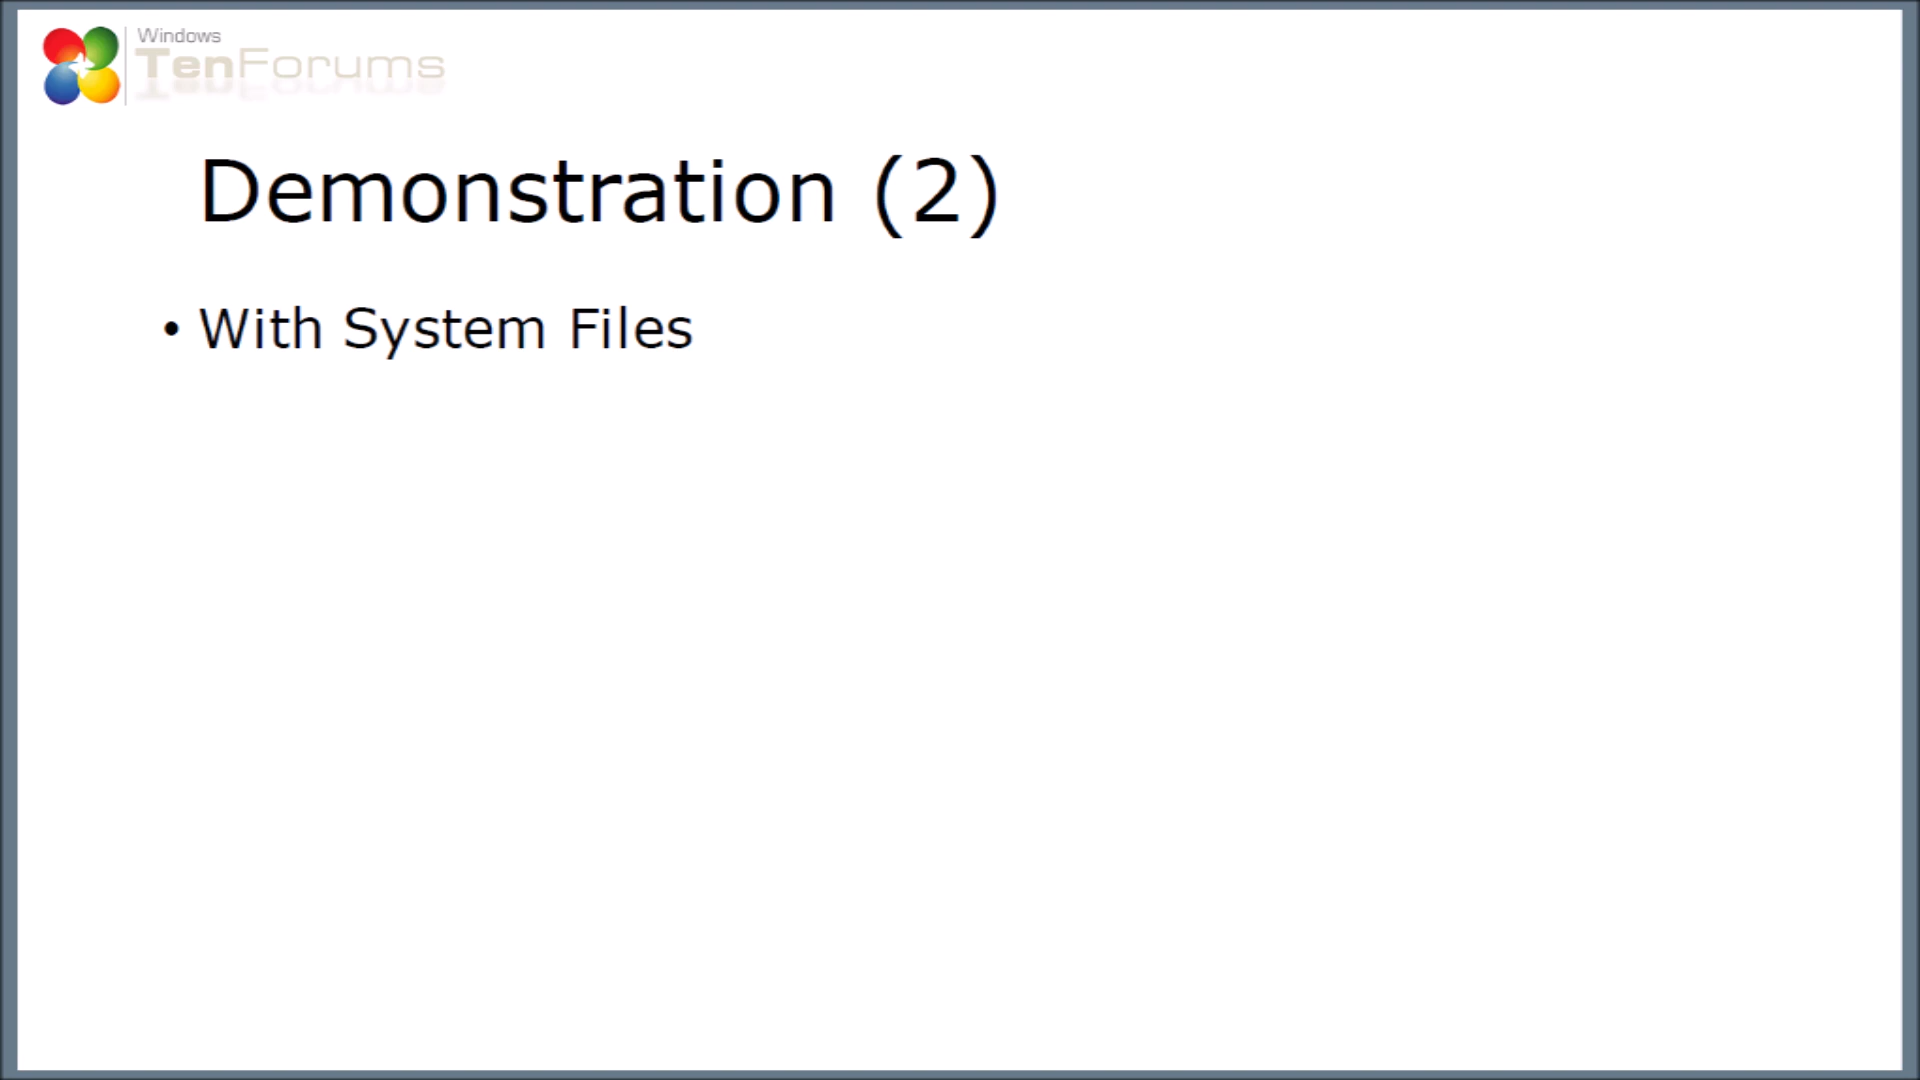 Windows
TenForums
Demonstration (2)
• With System Files